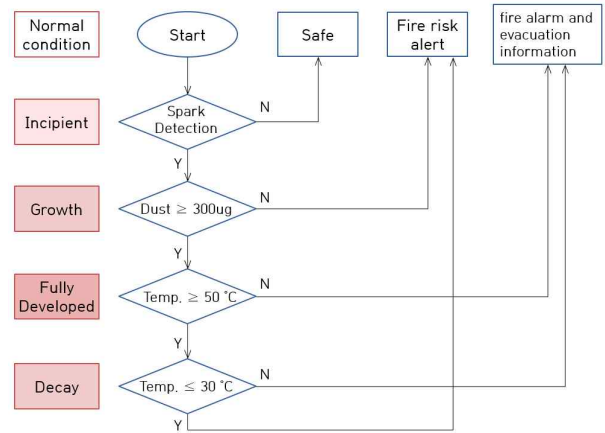 Normal
condition
Start
Safe
Fire risk
alert
fire alarm and
evacuation
information
Incipient
Spark
Detection
N
Y
Growth
Dust ≥ 300ug
N
Y
Fully
Developed
Temp. ≥ 50 ˚C
N
Y
Decay
Temp. ≤ 30 ˚C
N
Y